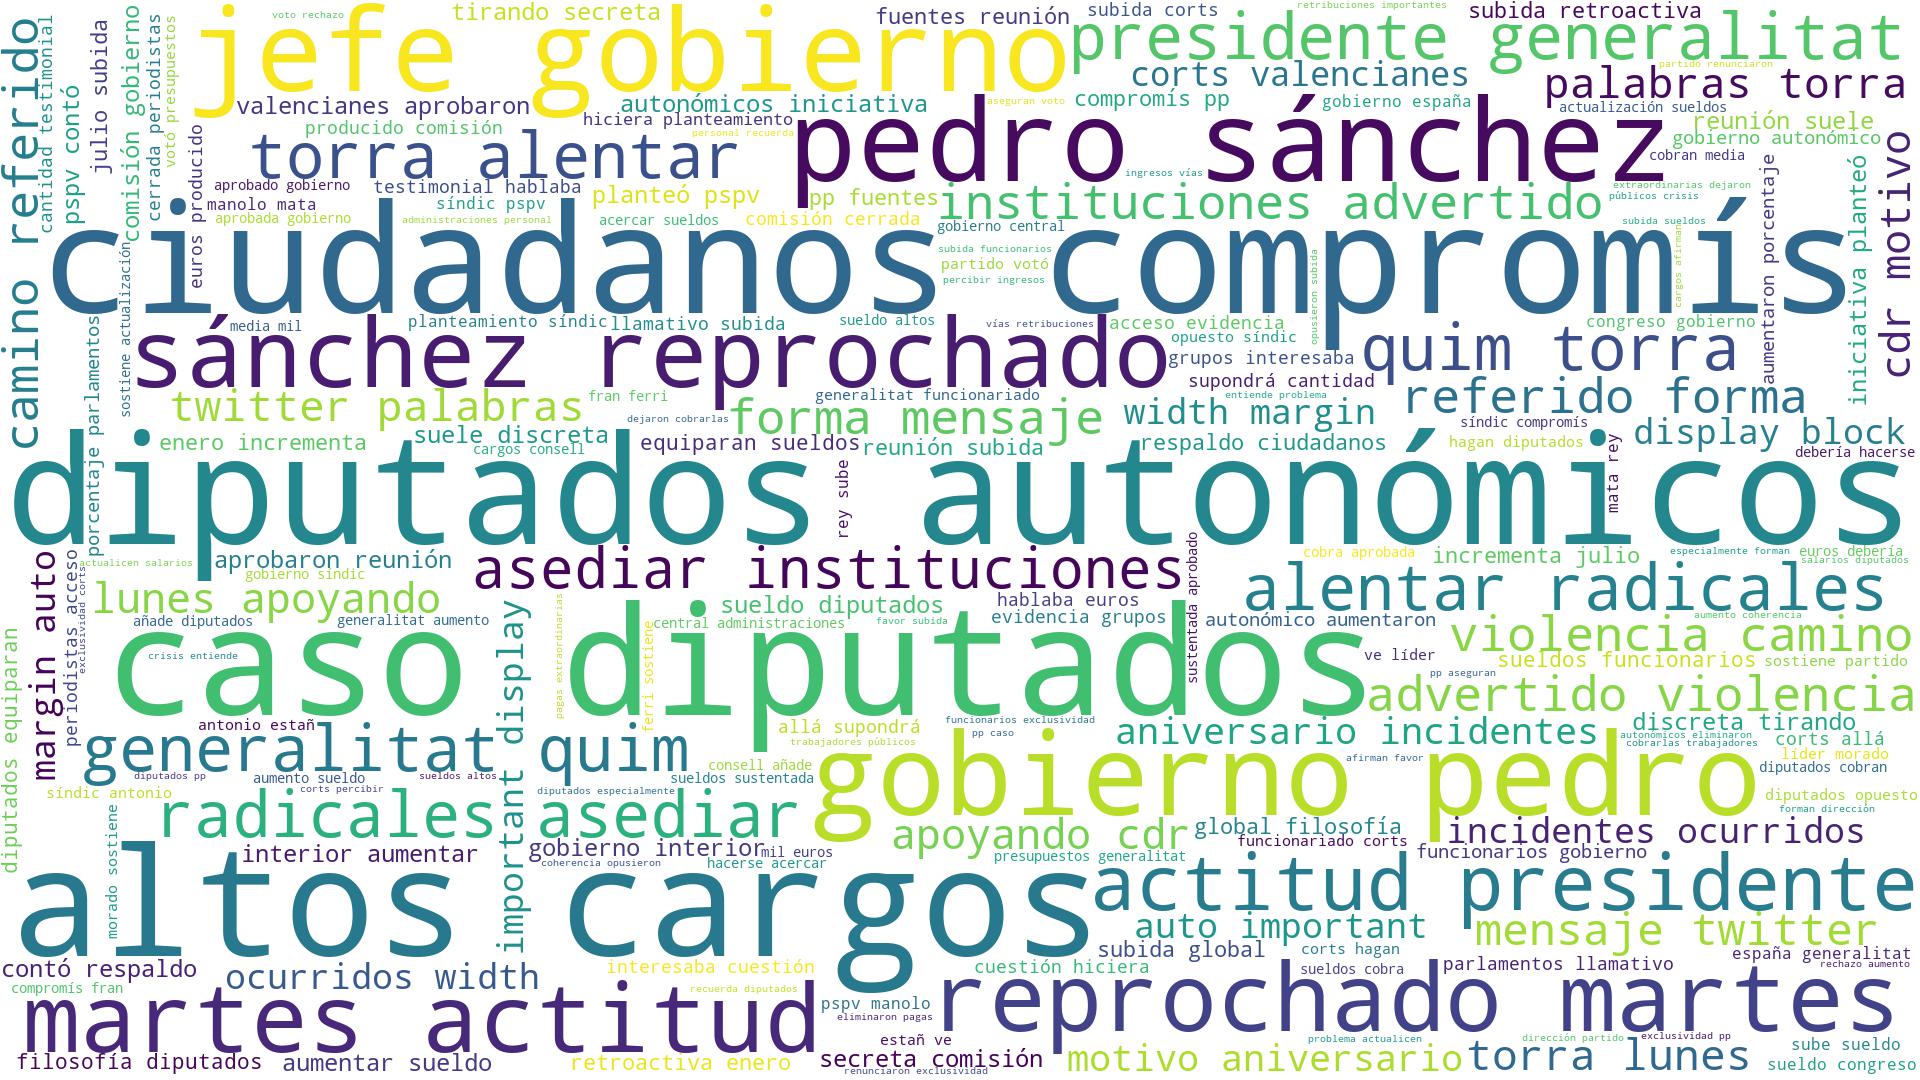 voto rechazo
tirando secreta
fuentes reunión
subida corts
retribuciones importantes
subida retroactiva
jefe gobierno
presidente generalitat
camino referido
cantidad testimonial
julio subida
comisión gobierno
cerrada periodistas
votó presupuestos
corts valencianes
partido renunciaron
palabras torra
pspv contó
valencianes aprobaron
autonómicos iniciativa
aseguran voto
compromís pp
gobierno españa
actualización sueldos
producido comisión
hiciera planteamiento
personal recuerda
pedro sánchez
reunión suele
gobierno autonómico
euros producido
torra alentar
cobran media
aumentaron porcentaje
iniciativa planteó
cdr motivo
ingresos vías
aprobado gobierno
testimonial hablaba
planteó pspv
pp fuentes
instituciones advertido
extraordinarias dejaron
públicos crisis
manolo mata
síndic pspv
aprobada gobierno
administraciones personal
acercar sueldos
comisión cerrada
gobierno central
subida sueldos
cargos afirman
ciudadanos compromís
subida funcionarios
partido votó
percibir ingresos
opusieron subida
sostiene actualización
porcentaje parlamentos
media mil
planteamiento síndic
llamativo subida
sueldo altos
vías retribuciones
acceso evidencia
congreso gobierno
sánchez reprochado
opuesto síndic
grupos interesaba
quim torra
supondrá cantidad
twitter palabras
fran ferri
generalitat funcionariado
entiende problema
referido forma
dejaron cobrarlas
forma mensaje
width margin
síndic compromís
display block
enero incrementa
suele discreta
cargos consell
equiparan sueldos
reunión subida
respaldo ciudadanos
hagan diputados
debería hacerse
diputados autonómicos
rey sube
mata rey
aprobaron reunión
asediar instituciones
sustentada aprobado
cobra aprobada
incrementa julio
especialmente forman
euros debería
salarios diputados
margin auto
periodistas acceso
exclusividad corts
actualicen salarios
gobierno síndic
lunes apoyando
alentar radicales
sueldo diputados
hablaba euros
añade diputados
generalitat aumento
important display
pagas extraordinarias
ferri sostiene
central administraciones
favor subida
evidencia grupos
autonómico aumentaron
aumento coherencia
violencia camino
diputados equiparan
crisis entiende
caso diputados
ve líder
sueldos funcionarios
sostiene partido
pp aseguran
advertido violencia
antonio estañ
allá supondrá
funcionarios exclusividad
pp caso
aniversario incidentes
discreta tirando
autonómicos eliminaron
cobrarlas trabajadores
corts allá
generalitat quim
trabajadores públicos
gobierno pedro
líder morado
diputados pp
aumento sueldo
sueldos altos
corts percibir
consell añade
sueldos sustentada
afirman favor
diputados cobran
síndic antonio
radicales asediar
diputados especialmente
diputados opuesto
forman dirección
morado sostiene
apoyando cdr
global filosofía
incidentes ocurridos
interior aumentar
gobierno interior
mil euros
coherencia opusieron
hacerse acercar
presupuestos generalitat
funcionariado corts
funcionarios gobierno
altos cargos
actitud presidente
auto important
mensaje twitter
contó respaldo
ocurridos width
interesaba cuestión
cuestión hiciera
subida global
corts hagan
sueldos cobra
parlamentos llamativo
españa generalitat
rechazo aumento
compromís fran
recuerda diputados
pspv manolo
eliminaron pagas
martes actitud
reprochado martes
estañ ve
problema actualicen
dirección partido
exclusividad pp
sube sueldo
filosofía diputados
aumentar sueldo
retroactiva enero
secreta comisión
renunciaron exclusividad
motivo aniversario
torra lunes
sueldo congreso